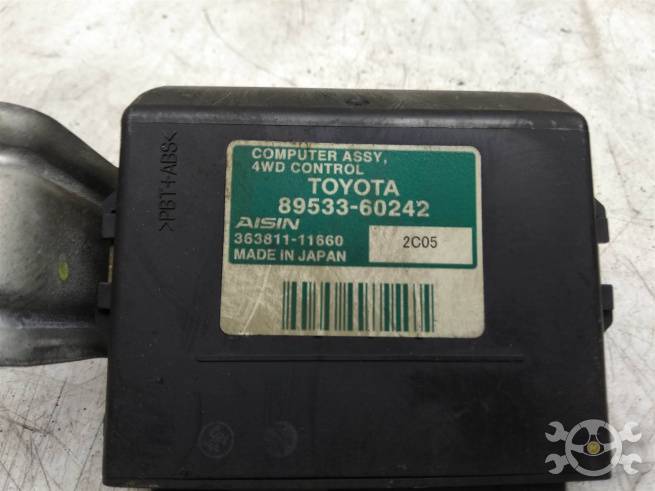 COMPUTER ASSY,
4WD CONTROL
TOYOTA
89533-60242
AISIN
363811-11660
2C05
MADE IN JAPAN
>PBT+ABS<